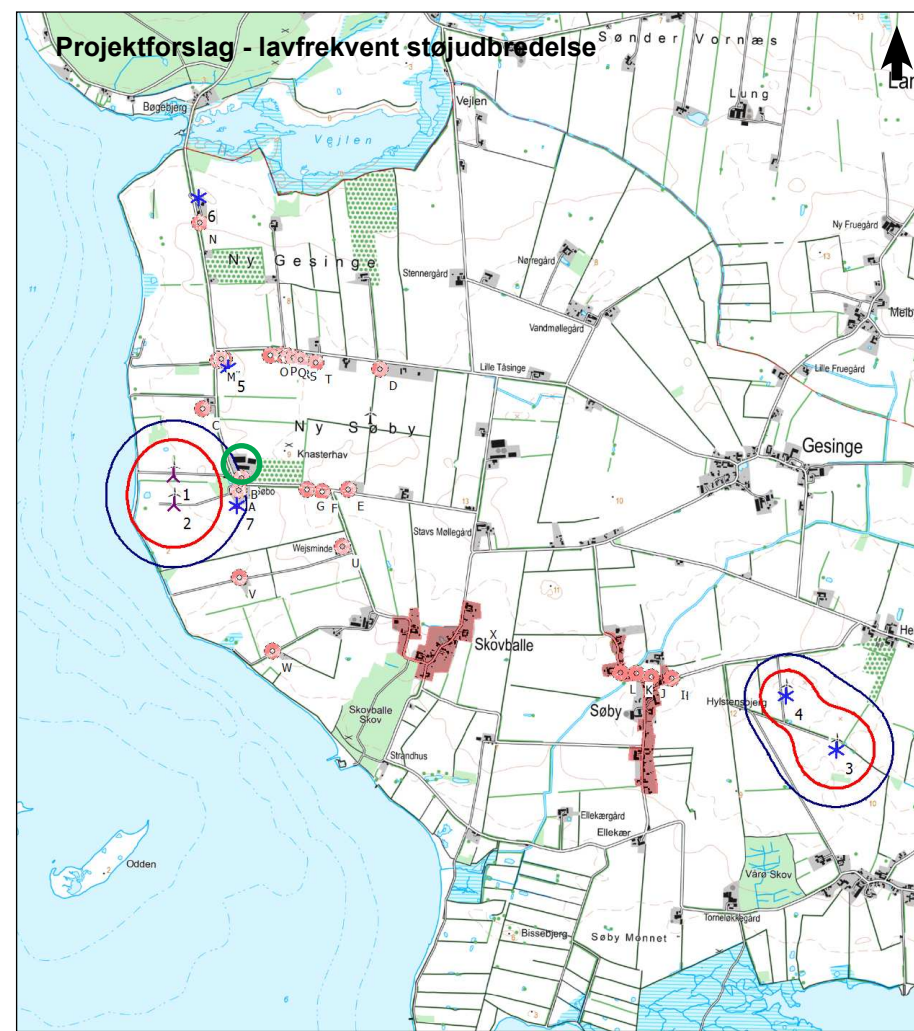 Projektforslag - lavfrekvent støjudbredelse
Sønder Vornæs
Lung
Vejlen
Bøgebjerg
Vejlen
6
N
Ny Fruegård
Ny Gesinge
Nørregård
Stennergård
Vandmøllegård
Lille Fruegård
M
5
O
P
Q
S
T
D
Lille Tåsinge
C
Ny Søby
Knasterhav
Gesinge
1
2
B
A
7
G
F
E
Stavs Møllegård
Wejsminde
U
V
W
Skovballe
Skovballe
Skov
L
K
J
I
Søby
Hylstensbjerg
4
3
Strandhus
Ellekærgård
Ellekær
Odden
Vårø Skov
Torneløkkegård
Bissebjerg
Søby Monnet